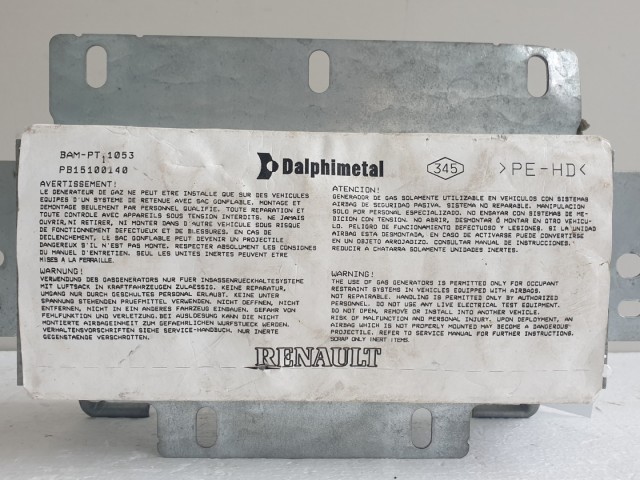 BAM-PT.1053
PB15100140
Dalphimetal
345
>PE-HD<
AVERTISSEMENT!
LE GENERATEUR DE GAZ NE PEUT ETRE INSTALLE QUE SUR DES VEHICULES
EQUIPES D'UN SYSTEME DE RETENUE AVEC SAC GONFLABLE. MONTAGE ET
DEMONTAGE SEULEMENT PAR PERSONNEL QUALIFIE. TOUTE REPARATION ET
TOUTE CONTROLE AVEC APPAREILS SOUS TENSION INTERDITS. NE JAMAIS
OUVRIR, NI RETIRER, NI MONTER DANS D'AUTRE VEHICULE SOUS RISQUE
DE FONCTIONNEMENT DEFECTUEUX ET DE BLESSURES. EN CAS DE
DECLENCHEMENT, LE SAC GONFLABLE PEUT DEVENIR UN PROJECTILE
DANGEREUX S'IL N'EST PAS MONTE. RESPECTER ABSOLUMENT LES CONSIGNES
DU MANUEL D'ENTRETIEN. SEUL LES UNITES INERTES PEUVENT ETRE
MISES A LA FERRAILLE.
WARNUNG!
VERWENDUNG DES GASGENERATORS NUR FUER INSASSENRUECKHALTESYSTEME
MIT LUFTSACK IN KRAFTFAHRZEUGEN ZULAESSIG. KEINE REPARATUR,
UMGANG NUR DURCH GESCHULTES PERSONAL ERLAUBT. KEINE UNTER
SPANNUNG STEHENDEN PRUEFMITTEL VERWENDEN. NICHT OEFFNEN, NICHT
ENTFERNEN, NICHT IN EIN ANDERES FAHRZEUG EINBAUEN. GEFAHR VON
FEHLFUNKTION UND VERLETZUNG. BEI AUSLOESUNG KANN DIE NICHT
MONTIERTE AIRBAGEINHEIT ZUM GEFAEHRLICHEN WURFSTUECK WERDEN.
VERHALTENSVORSCHRIFTEN SIEHE SERVICE-HANDBUCH. NUR INERTE
GEGENSTAENDE VERSCHROTTEN.
ATENCION!
GENERADOR DE GAS SOLAMENTE UTILIZABLE EN VEHICULOS CON SISTEMAS
AIRBAG DE SEGURIDAD PASIVA. SISTEMA NO REPARABLE. MANIPULACION
SOLO POR PERSONAL ESPECIALIZADO. NO ENSAYAR CON SISTEMAS DE ME-
DICION CON TENSION. NO ABRIR, DESMONTAR Ó MONTAR EN OTRO VEHICU-
LO. PELIGRO DE FUNCIONAMIENTO DEFECTUOSO Y LESIONES. SI LA UNIDAD
AIRBAG ESTA DESMONTADA, EN CASO DE ACTIVARSE PUEDE CONVERTIRSE
EN UN OBJETO ARROJADIZO. CONSULTAR MANUAL DE INSTRUCCIONES.
REDUCIR A CHATARRA SOLAMENTE UNIDADES INERTES.
WARNING!
THE USE OF GAS GENERATORS IS PERMITTED ONLY FOR OCCUPANT
RESTRAINT SYSTEMS IN VEHICLES EQUIPPED WITH AIRBAGS.
NOT REPAIRABLE. HANDLING IS PERMITTED ONLY BY AUTHORIZED
PERSONNEL. DO NOT USE ANY LIVE ELECTRICAL TEST EQUIPMENT.
DO NOT OPEN, REMOVE OR INSTALL INTO ANOTHER VEHICLE.
RISK OF MALFUNCTION AND PERSONAL INJURY. UPON DEPLOYMENT, AN
AIRBAG WHICH IS NOT PROPERLY MOUNTED MAY BECOME A DANGEROUS
PROJECTILE. REFER TO SERVICE MANUAL FOR FURTHER INSTRUCTIONS.
SCRAP ONLY INERT ITEMS.
RENAULT